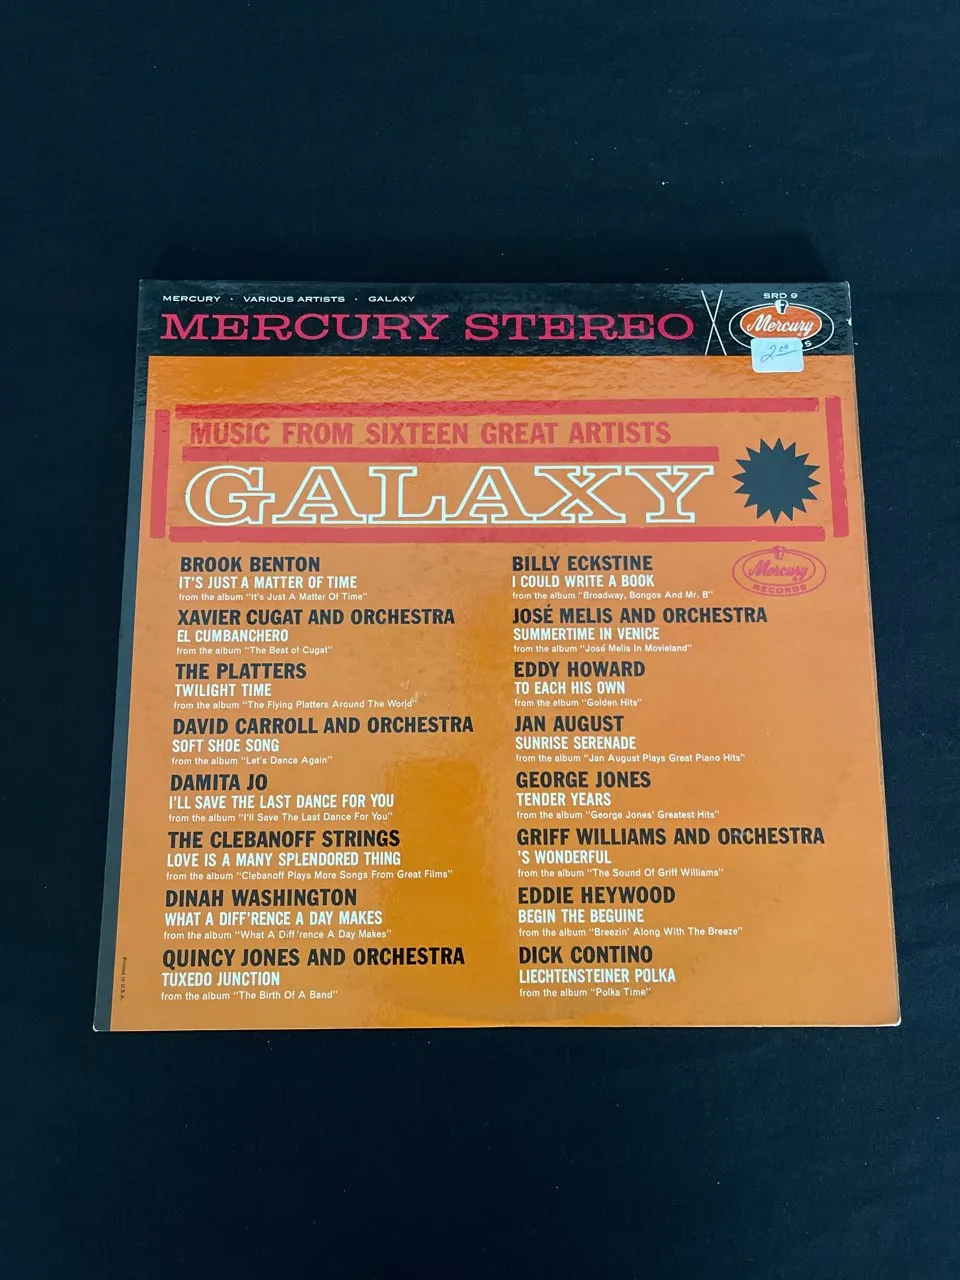 MERCURY · VARIOUS ARTISTS · GALAXY
SRD 9
MERCURY STEREO
Mercury
2.00
MUSIC FROM SIXTEEN GREAT ARTISTS
GALAXY
BROOK BENTON
IT'S JUST A MATTER OF TIME
from the album "It's Just A Matter Of Time"
XAVIER CUGAT AND ORCHESTRA
EL CUMBANCHERO
from the album "The Best of Cugat"
THE PLATTERS
TWILIGHT TIME
from the album "The Flying Platters Around The World"
DAVID CARROLL AND ORCHESTRA
SOFT SHOE SONG
from the album "Let's Dance Again"
DAMITA JO
I'LL SAVE THE LAST DANCE FOR YOU
from the album "I'll Save The Last Dance For You"
THE CLEBANOFF STRINGS
LOVE IS A MANY SPLENDORED THING
from the album "Clebanoff Plays More Songs From Great Films"
DINAH WASHINGTON
WHAT A DIFF'RENCE A DAY MAKES
from the album "What A Diff'rence A Day Makes"
QUINCY JONES AND ORCHESTRA
TUXEDO JUNCTION
from the album "The Birth Of A Band"
BILLY ECKSTINE
I COULD WRITE A BOOK
from the album "Broadway, Bongos And Mr. B"
JOSÉ MELIS AND ORCHESTRA
SUMMERTIME IN VENICE
from the album "José Melis In Movieland"
EDDY HOWARD
TO EACH HIS OWN
from the album "Golden Hits"
JAN AUGUST
SUNRISE SERENADE
from the album "Jan August Plays Great Piano Hits"
GEORGE JONES
TENDER YEARS
from the album "George Jones' Greatest Hits"
GRIFF WILLIAMS AND ORCHESTRA
'S WONDERFUL
from the album "The Sound Of Griff Williams"
EDDIE HEYWOOD
BEGIN THE BEGUINE
from the album "Breezin' Along With The Breeze"
DICK CONTINO
LIECHTENSTEINER POLKA
from the album "Polka Time"
Mercury
RECORDS
Printed in U.S.A.